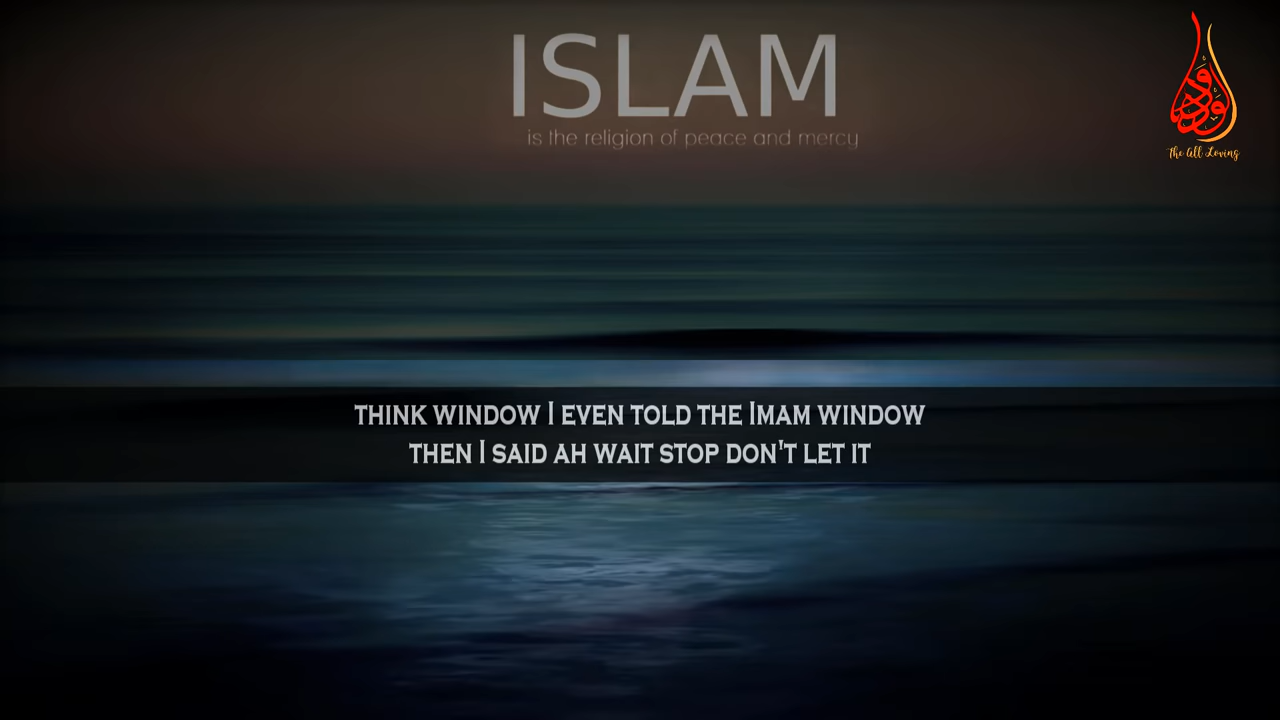 ISLAM
is the religion of peace and mercy
الودود
The All Loving
THINK WINDOW I EVEN TOLD THE IMAM WINDOW
THEN I SAID AH WAIT STOP DON'T LET IT